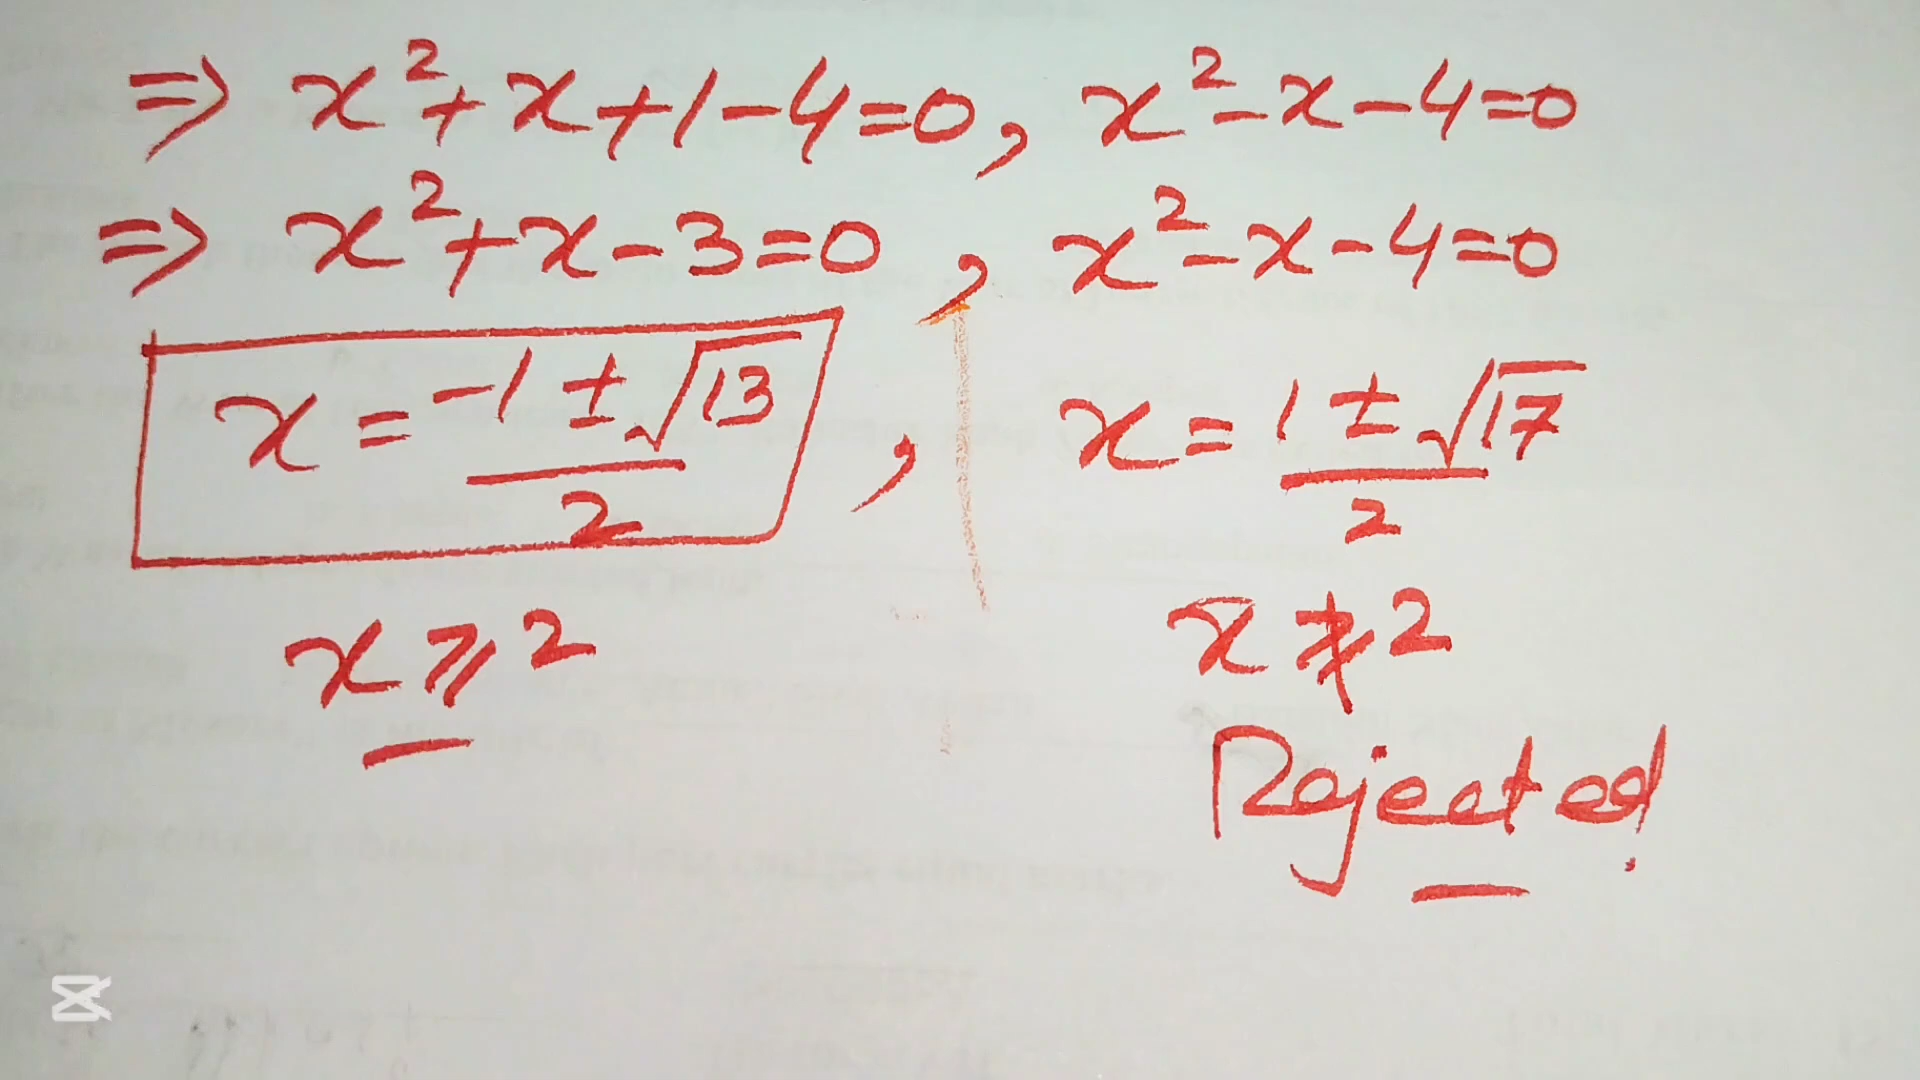 ⇒ x²+x+1-4=0, x²-x-4=0
⇒ x²+x-3=0, x²-x-4=0
x = (-1 ± √13)/2, x = (1 ± √17)/2
x ⩾ 2 x ≱ 2
Rejected.